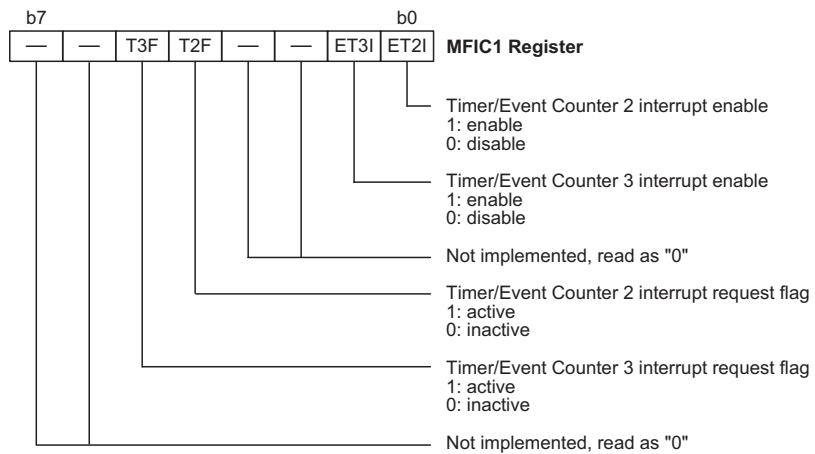 b7 b0
— — T3F T2F — — ET3I ET2I MFIC1 Register
Timer/Event Counter 2 interrupt enable
1: enable
0: disable
Timer/Event Counter 3 interrupt enable
1: enable
0: disable
Not implemented, read as "0"
Timer/Event Counter 2 interrupt request flag
1: active
0: inactive
Timer/Event Counter 3 interrupt request flag
1: active
0: inactive
Not implemented, read as "0"